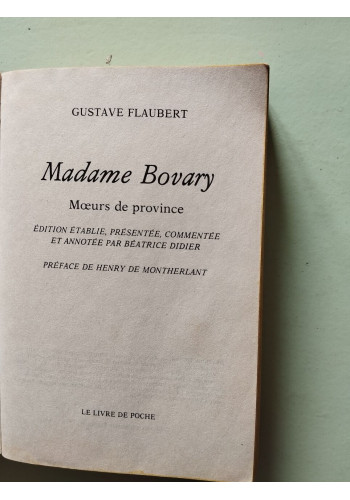 GUSTAVE FLAUBERT
Madame Bovary
Mœurs de province
ÉDITION ÉTABLIE, PRÉSENTÉE, COMMENTÉE
ET ANNOTÉE PAR BÉATRICE DIDIER
PRÉFACE DE HENRY DE MONTHERLANT
LE LIVRE DE POCHE